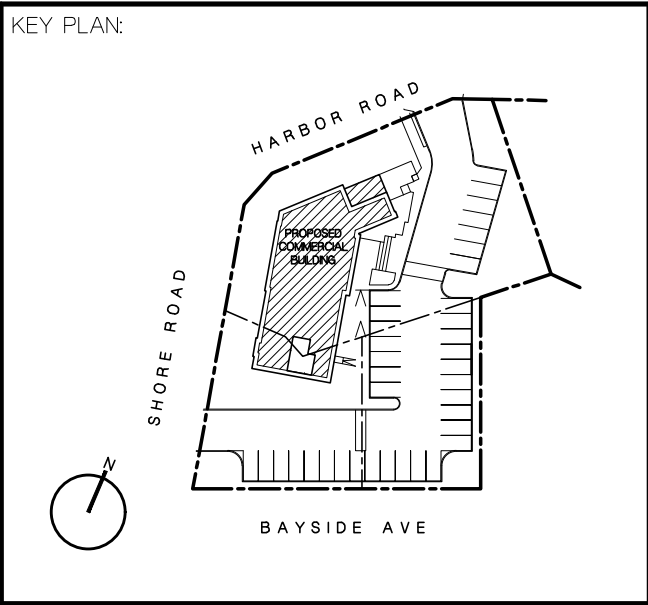 KEY PLAN:
HARBOR ROAD
PROPOSED
COMMERCIAL
BUILDING
SHORE ROAD
N
BAYSIDE AVE